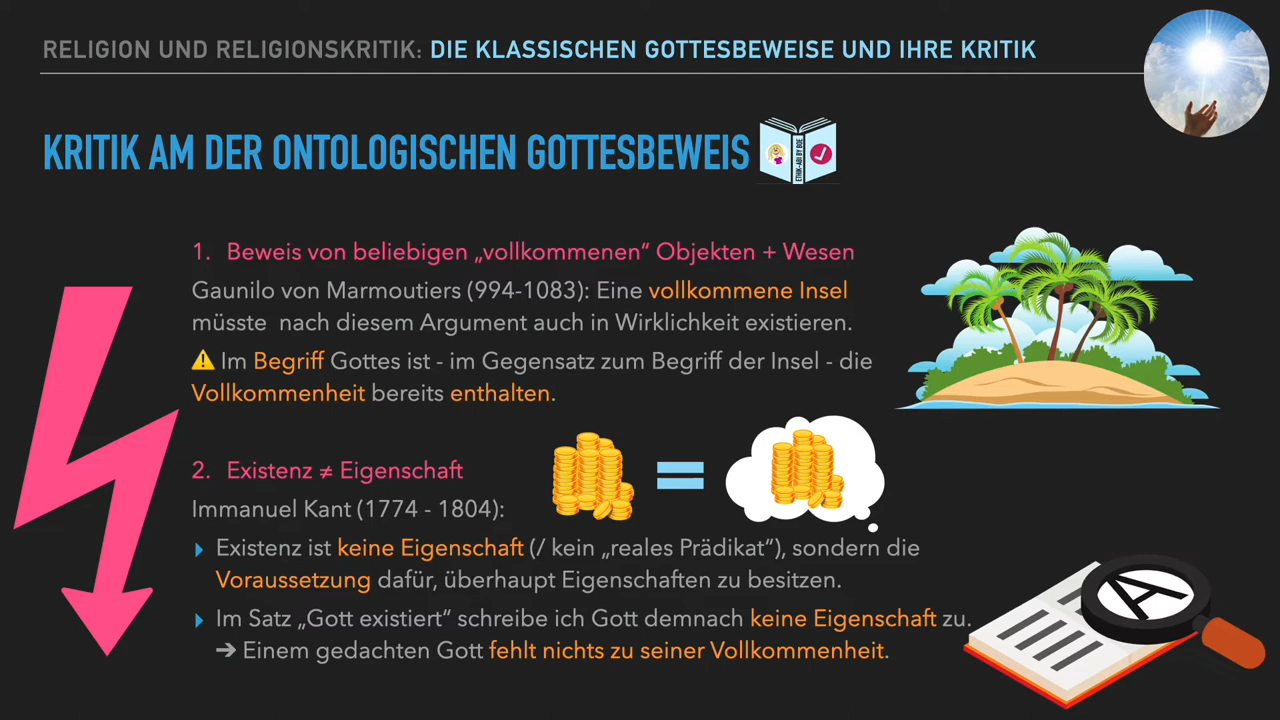 RELIGION UND RELIGIONSKRITIK: DIE KLASSISCHEN GOTTESBEWEISE UND IHRE KRITIK
KRITIK AM DER ONTOLOGISCHEN GOTTESBEWEIS
ETHIK-ABI BY BOE
1. Beweis von beliebigen „vollkommenen“ Objekten + Wesen
Gaunilo von Marmoutiers (994-1083): Eine vollkommene Insel
müsste nach diesem Argument auch in Wirklichkeit existieren.
⚠ Im Begriff Gottes ist - im Gegensatz zum Begriff der Insel - die
Vollkommenheit bereits enthalten.
2. Existenz ≠ Eigenschaft
=
Immanuel Kant (1774 - 1804):
▸ Existenz ist keine Eigenschaft (/ kein „reales Prädikat“), sondern die
Voraussetzung dafür, überhaupt Eigenschaften zu besitzen.
▸ Im Satz „Gott existiert“ schreibe ich Gott demnach keine Eigenschaft zu.
➔ Einem gedachten Gott fehlt nichts zu seiner Vollkommenheit.
A